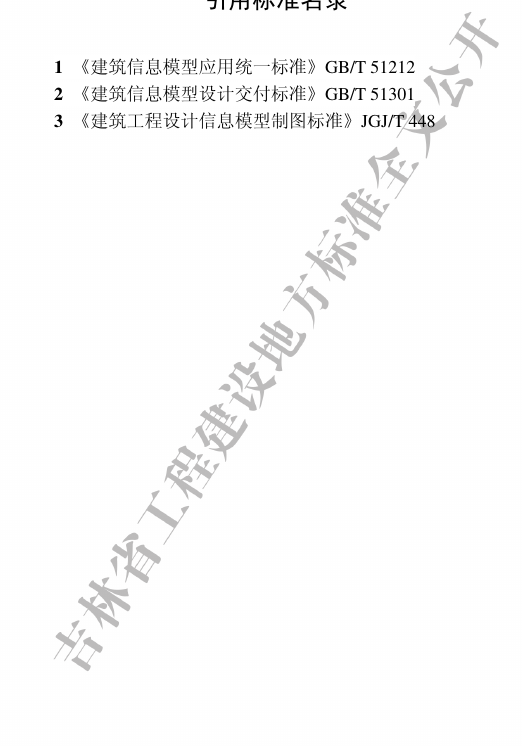 引用标准名录
1 《建筑信息模型应用统一标准》GB/T 51212
2 《建筑信息模型设计交付标准》GB/T 51301
3 《建筑工程设计信息模型制图标准》JGJ/T 448
吉林省工程建设地方标准全文公开